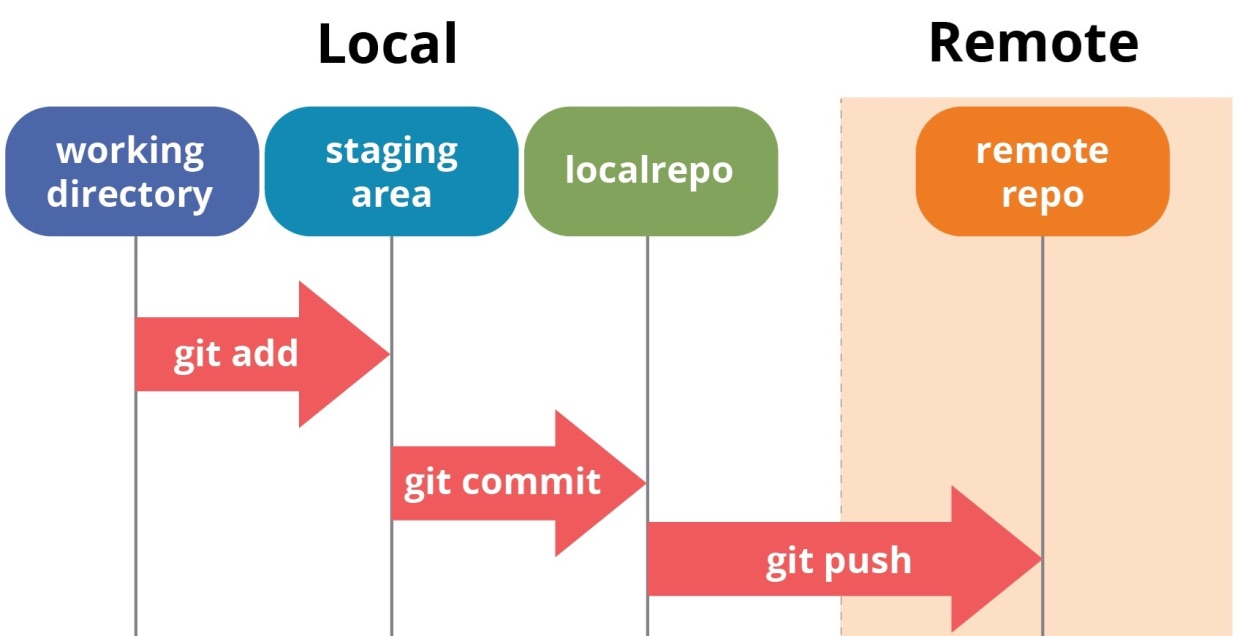 Local
Remote
working
directory
staging
area
localrepo
remote
repo
git add
git commit
git push